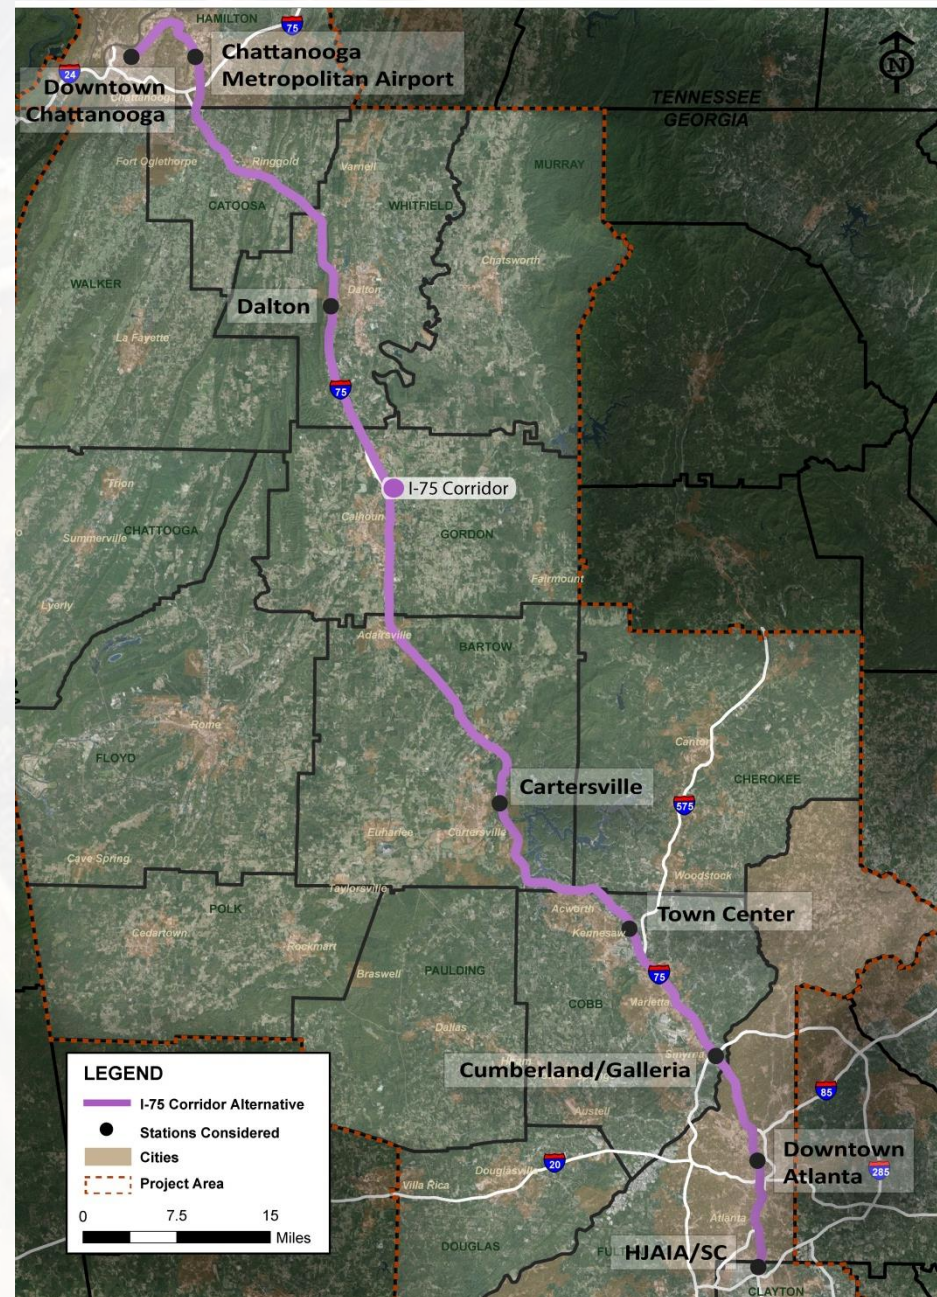 HAMILTON
75
Chattanooga
Metropolitan Airport
N
24
Downtown
Chattanooga
Chattanooga
TENNESSEE
GEORGIA
Fort Oglethorpe
Ringgold
Varnell
MURRAY
CATOOSA
WHITFIELD
Chatsworth
WALKER
Dalton
Dalton
La Fayette
75
I-75 Corridor
Trion
Calhoun
CHATTOOGA
Summerville
GORDON
Fairmount
Lyerly
Adairsville
BARTOW
Rome
Canton
FLOYD
CHEROKEE
Cartersville
575
Euharlee
Cartersville
Cave Spring
Taylorsville
Woodstock
POLK
Acworth
Town Center
Cedartown
Kennesaw
Rockmart
PAULDING
75
Braswell
COBB
Marietta
Dallas
Smyrna
Cumberland/Galleria
Hiram
LEGEND
I-75 Corridor Alternative
Stations Considered
Cities
Project Area
0
7.5
15
Miles
85
Austell
Downtown
Atlanta
20
Douglasville
285
Villa Rica
Atlanta
DOUGLAS
HJAIA/SC
CLAYTON